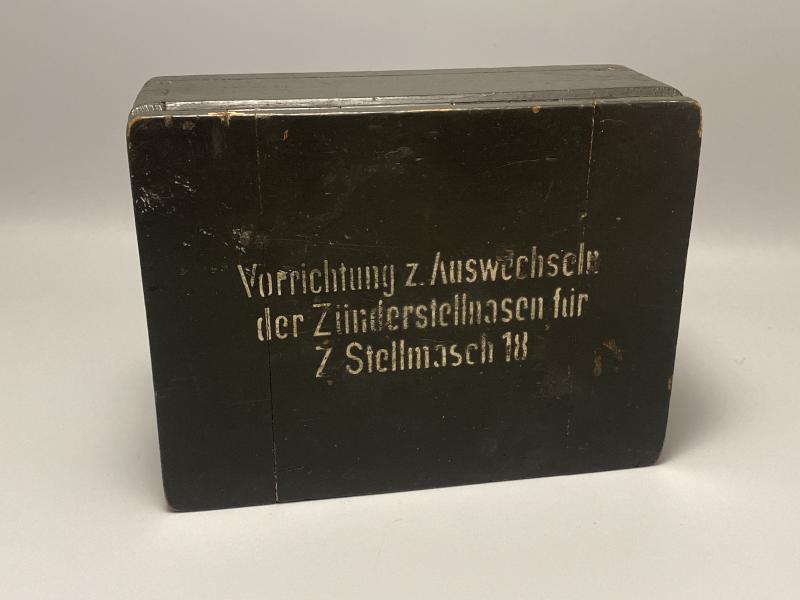 Vorrichtung z. Auswechseln
der Zünderstellnasen für
Z Stellmasch 18